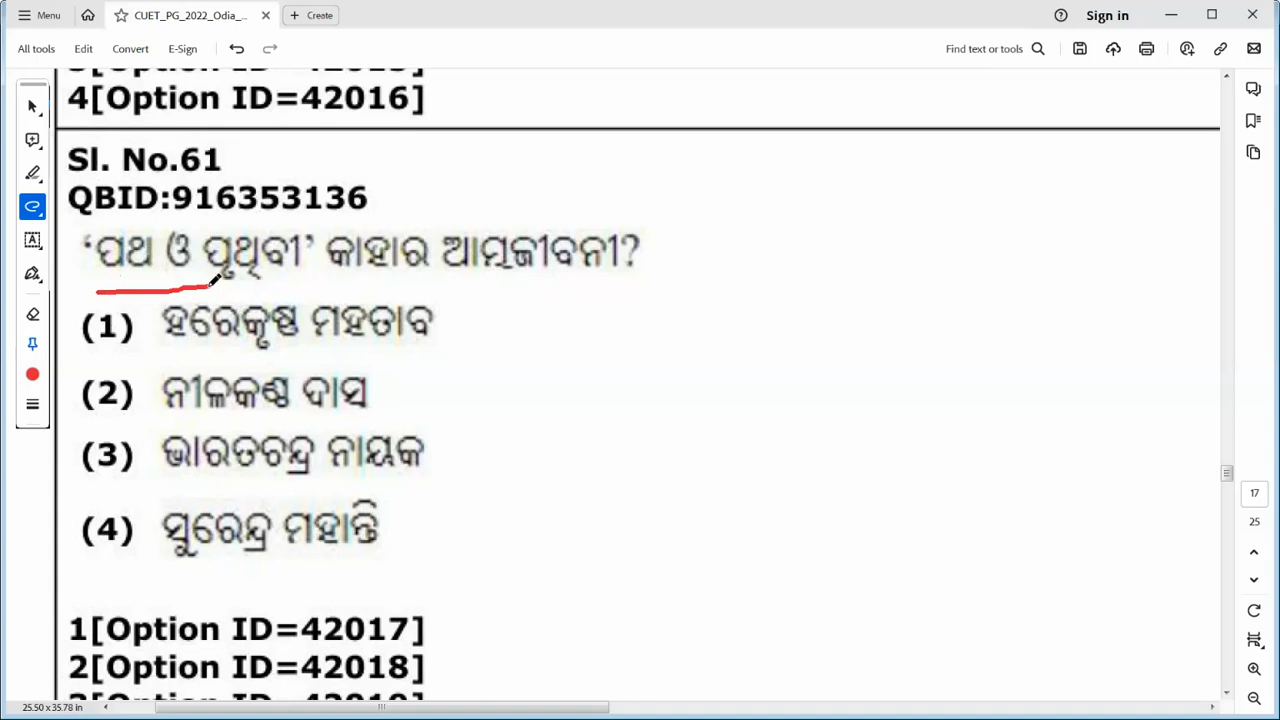 Menu
CUET_PG_2022_Odia_...
Create
Sign in
All tools
Edit
Convert
E-Sign
Find text or tools
4[Option ID=42016]
Sl. No.61
QBID:916353136
‘ପଥ ଓ ପୃଥିବୀ’ କାହାର ଆତ୍ମଜୀବନୀ?
(1) ହରେକୃଷ୍ଣ ମହତାବ
(2) ନୀଳକଣ୍ଠ ଦାସ
(3) ଭାରତଚନ୍ଦ୍ର ନାୟକ
(4) ସୁରେନ୍ଦ୍ର ମହାନ୍ତି
1[Option ID=42017]
2[Option ID=42018]
17
25
25.50 x 35.78 in